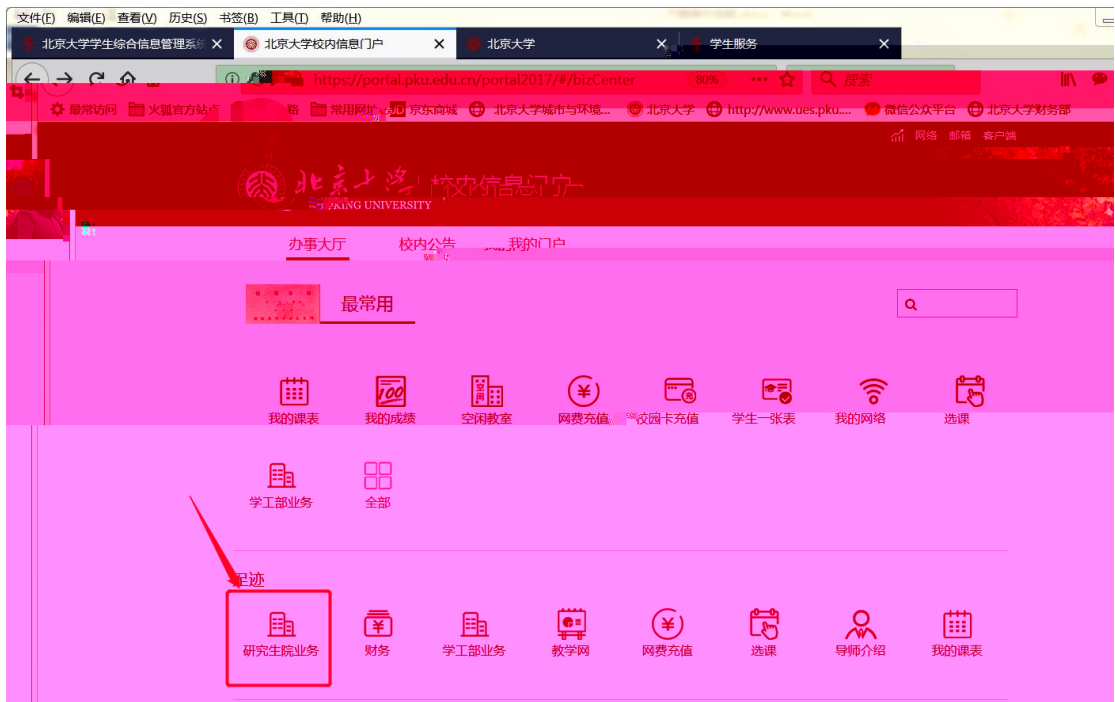 文件(F) 编辑(E) 查看(V) 历史(S) 书签(B) 工具(T) 帮助(H)
北京大学学生综合信息管理系统 北京大学校内信息门户 北京大学 学生服务
https://portal.pku.edu.cn/portal2017/#/bizCenter 80% 搜索
最常访问 火狐官方站点 常用网址 京东商城 北京大学城市与环境... 北京大学 http://www.ues.pku.... 微信公众平台 北京大学财务部
网络 邮箱 客户端
北京大学 校内信息门户
PEKING UNIVERSITY
办事大厅 校内公告 我的门户
最常用
我的课表 我的成绩 空闲教室 网费充值 校园卡充值 学生一张表 我的网络 选课
学工部业务 全部
足迹
研究生院业务 财务 学工部业务 教学网 网费充值 选课 导师介绍 我的课表